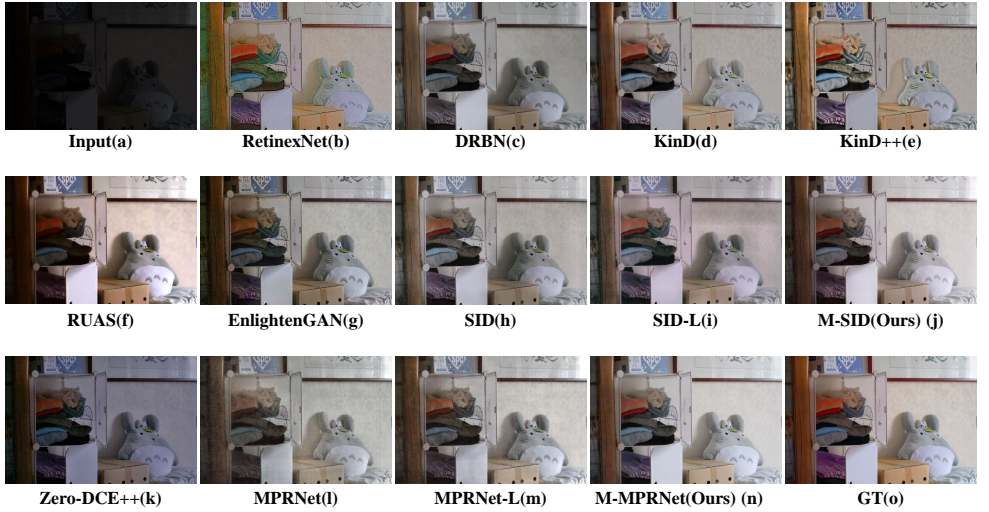 Input(a) RetinexNet(b) DRBN(c) KinD(d) KinD++(e)
RUAS(f) EnlightenGAN(g) SID(h) SID-L(i) M-SID(Ours) (j)
Zero-DCE++(k) MPRNet(l) MPRNet-L(m) M-MPRNet(Ours) (n) GT(o)